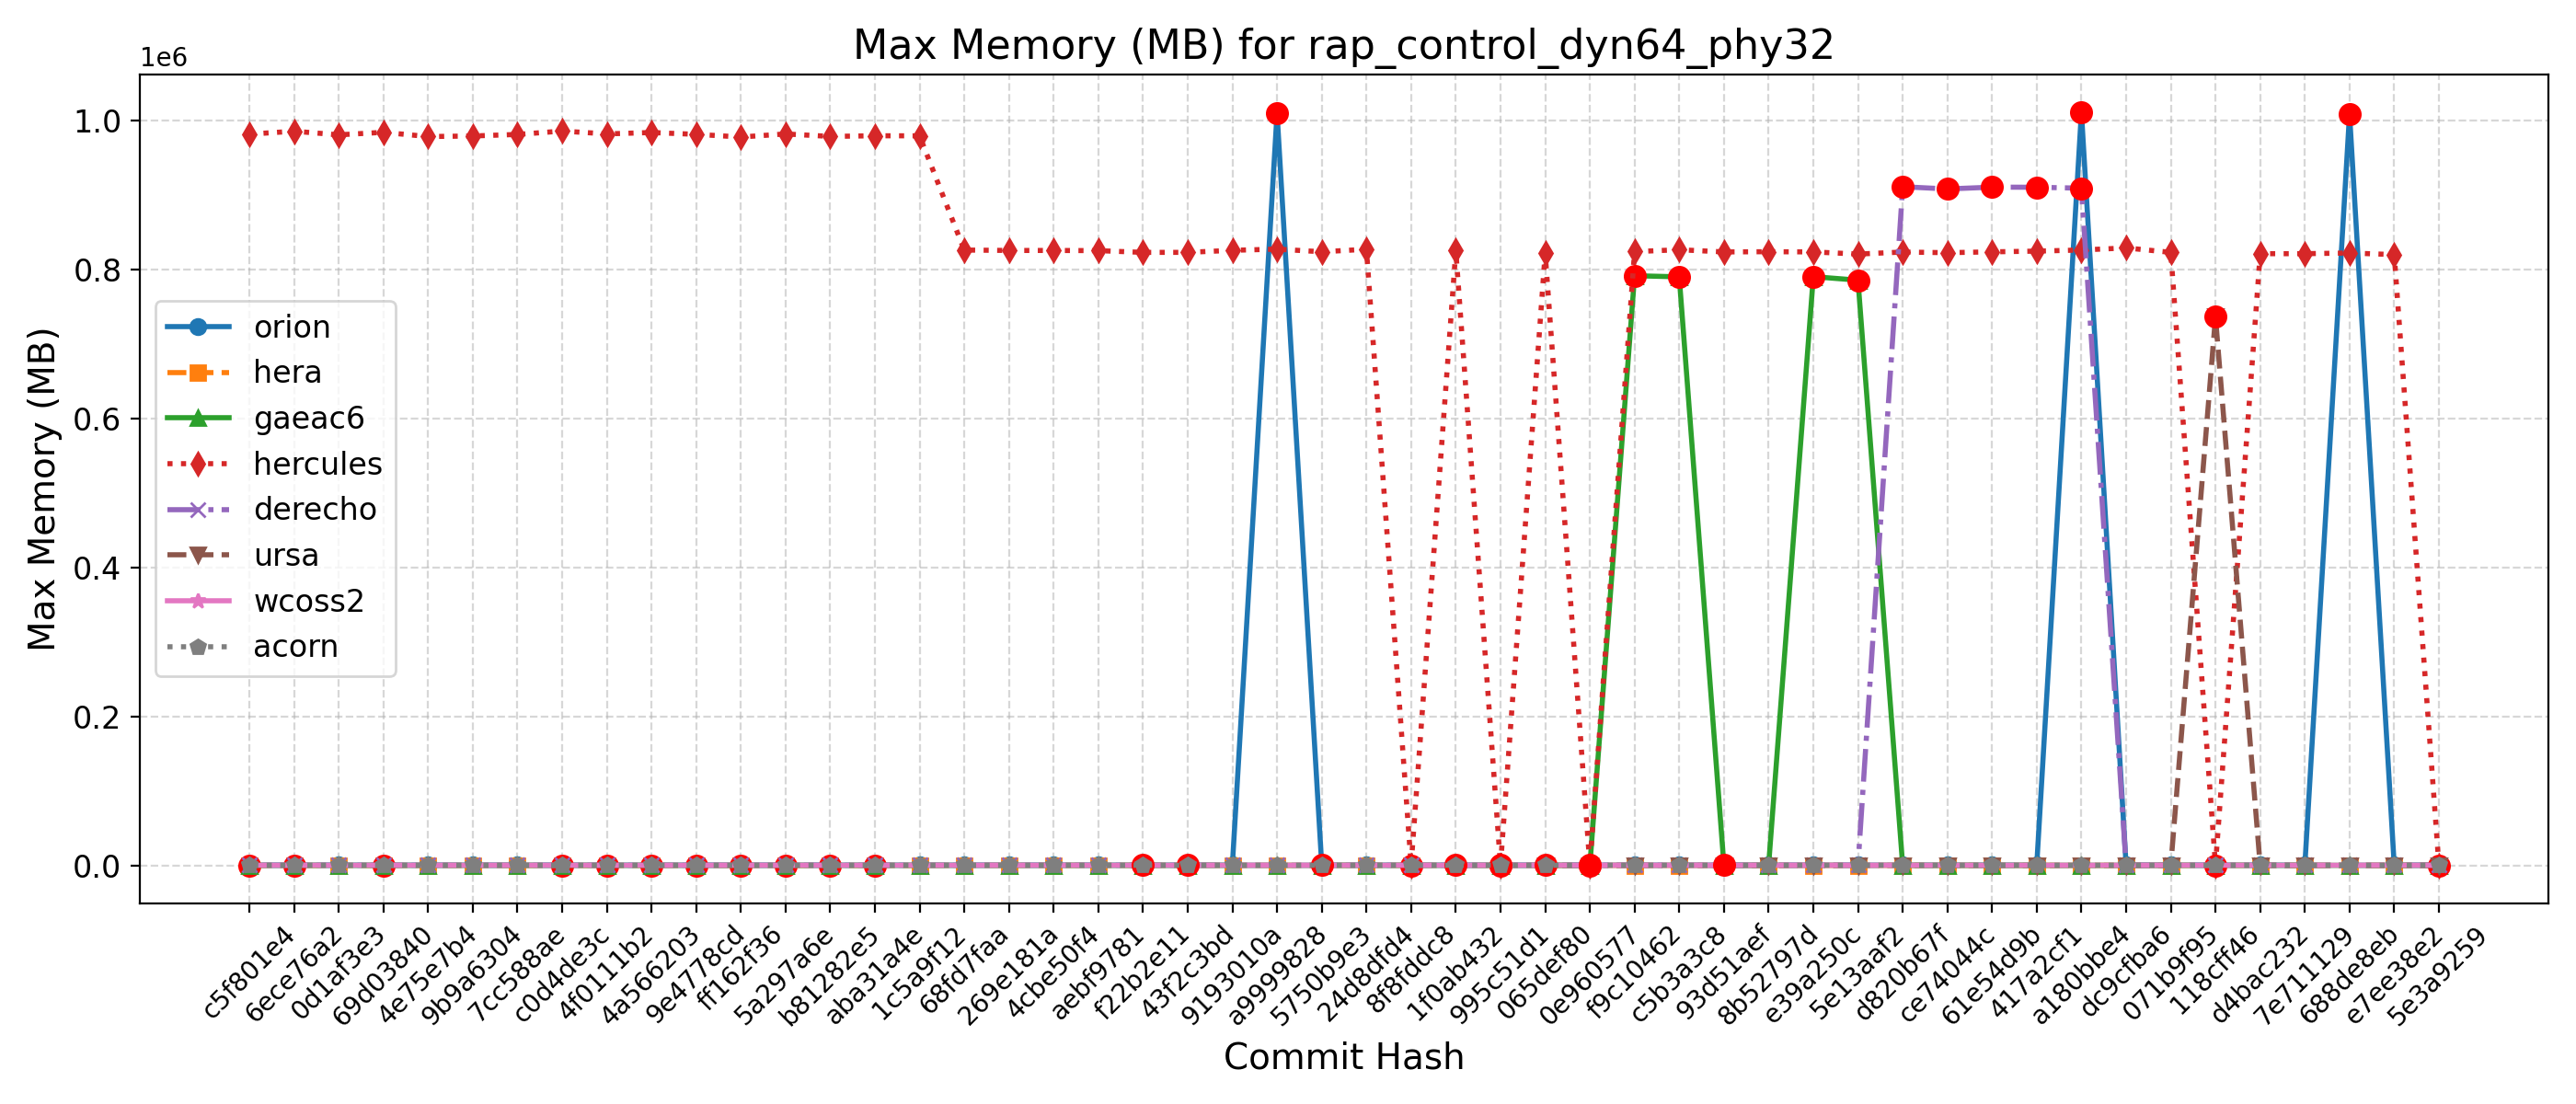 Max Memory (MB) for rap_control_dyn64_phy32
1e6
1.0
0.8
0.6
0.4
0.2
0.0
Max Memory (MB)
orion
hera
gaeac6
hercules
derecho
ursa
wcoss2
acorn
c5f801e4
6ece76a2
0d1af3e3
69d03840
4e75e7b4
9b9a6304
7cc588ae
c0d4de3c
4f0111b2
4a566203
9e4778cd
ff162f36
5a297a6e
b81282e5
aba31a4e
1c5a9f12
68fd7faa
269e181a
4cbe50f4
aebf9781
f22b2e11
43f2c3bd
9193010a
a9999828
5750b9e3
24d8dfd4
8f8fddc8
1f0ab432
995c51d1
065def80
0e960577
f9c10462
c5b3a3c8
93d51aef
8b52797d
e39a250c
5e13aaf2
d820b67f
ce74044c
61e54d9b
417a2cf1
a180bbe4
dc9cfba6
071b9f95
118cff46
d4bac232
7e711129
688de8eb
e7ee38e2
5e3a9259
Commit Hash